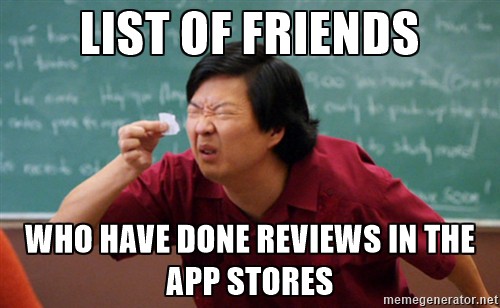 LIST OF FRIENDS
WHO HAVE DONE REVIEWS IN THE
APP STORES
memegenerator.net